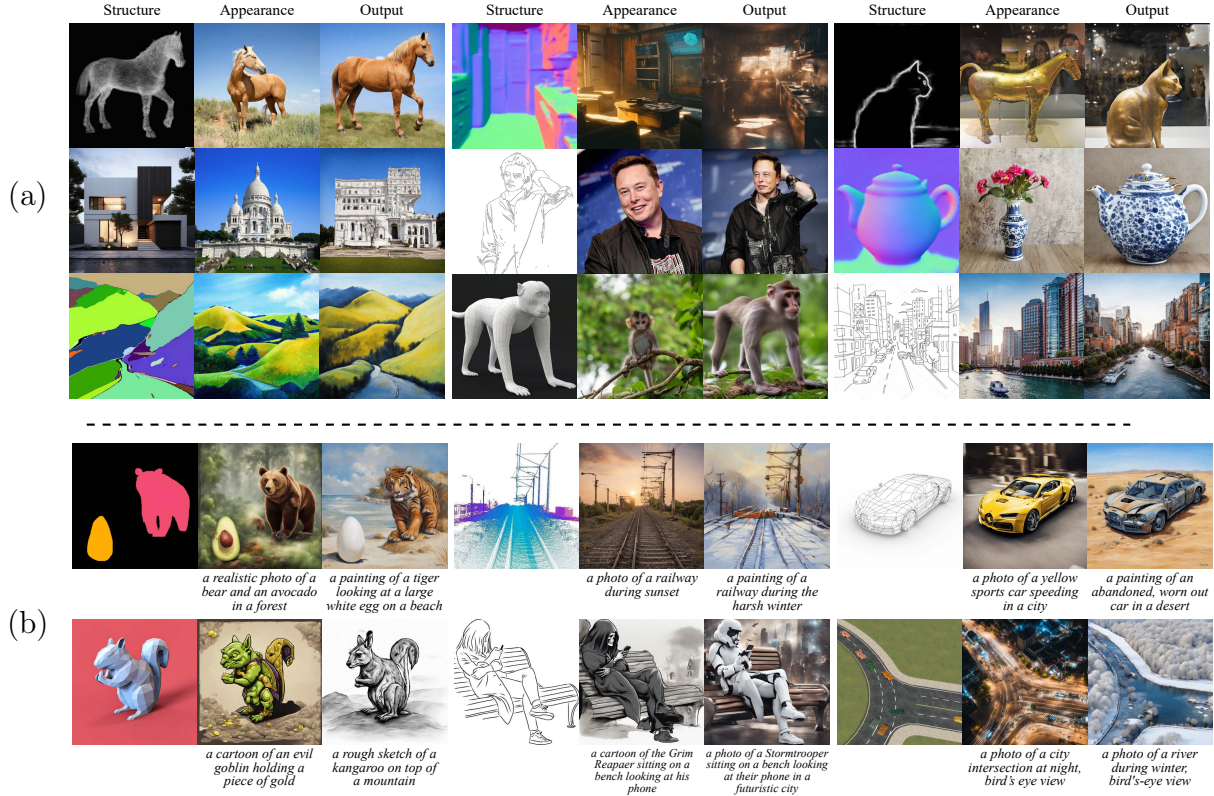 Structure Appearance Output Structure Appearance Output Structure Appearance Output
(a)
(b)
a realistic photo of a
bear and an avocado
in a forest
a painting of a tiger
looking at a large
white egg on a beach
a photo of a railway
during sunset
a painting of a
railway during the
harsh winter
a photo of a yellow
sports car speeding
in a city
a painting of an
abandoned, worn out
car in a desert
a cartoon of an evil
goblin holding a
piece of gold
a rough sketch of a
kangaroo on top of
a mountain
a cartoon of the Grim
Reapaer sitting on a
bench looking at his
phone
a photo of a Stormtrooper
sitting on a bench looking
at their phone in a
futuristic city
a photo of a city
intersection at night,
bird's eye view
a photo of a river
during winter,
bird's-eye view